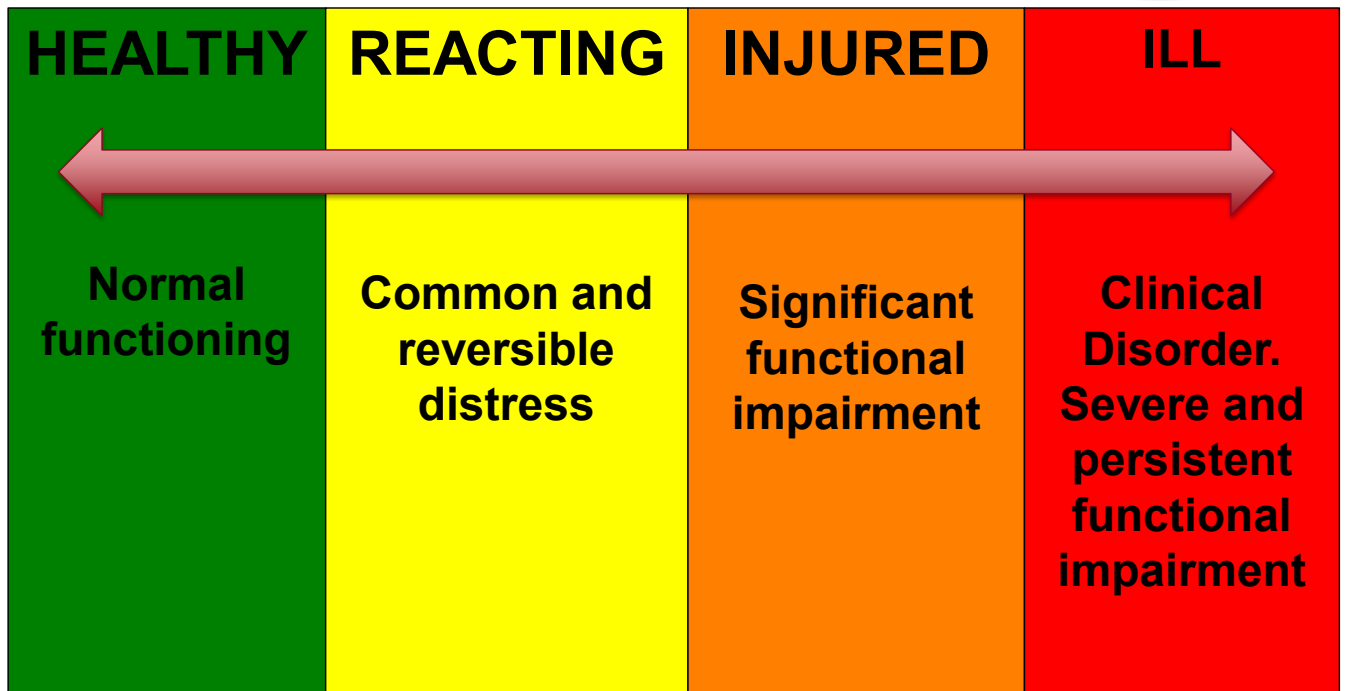 HEALTHY
REACTING
INJURED
ILL
Normal
functioning
Common and
reversible
distress
Significant
functional
impairment
Clinical
Disorder.
Severe and
persistent
functional
impairment